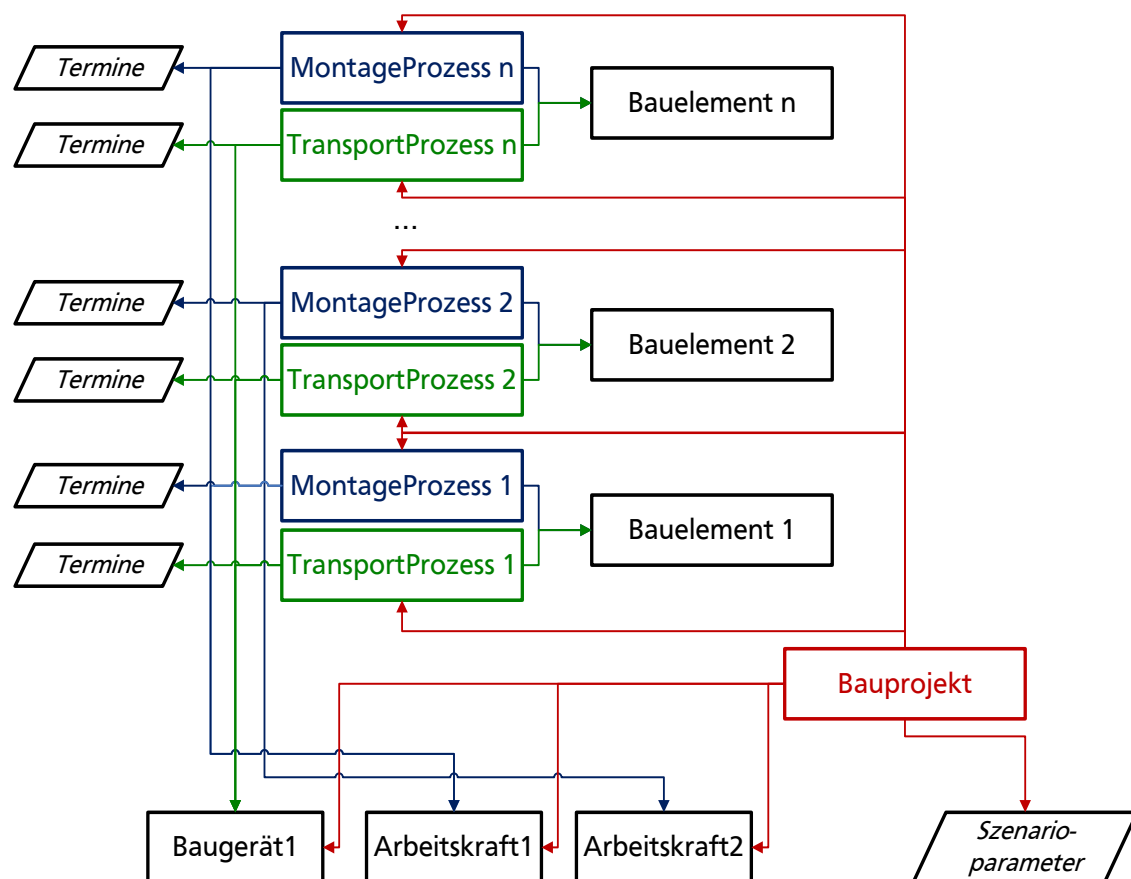 Termine
MontageProzess n
Bauelement n
Termine
TransportProzess n
...
Termine
MontageProzess 2
Bauelement 2
Termine
TransportProzess 2
Termine
MontageProzess 1
Bauelement 1
Termine
TransportProzess 1
Bauprojekt
Baugerät1
Arbeitskraft1
Arbeitskraft2
Szenario-
parameter